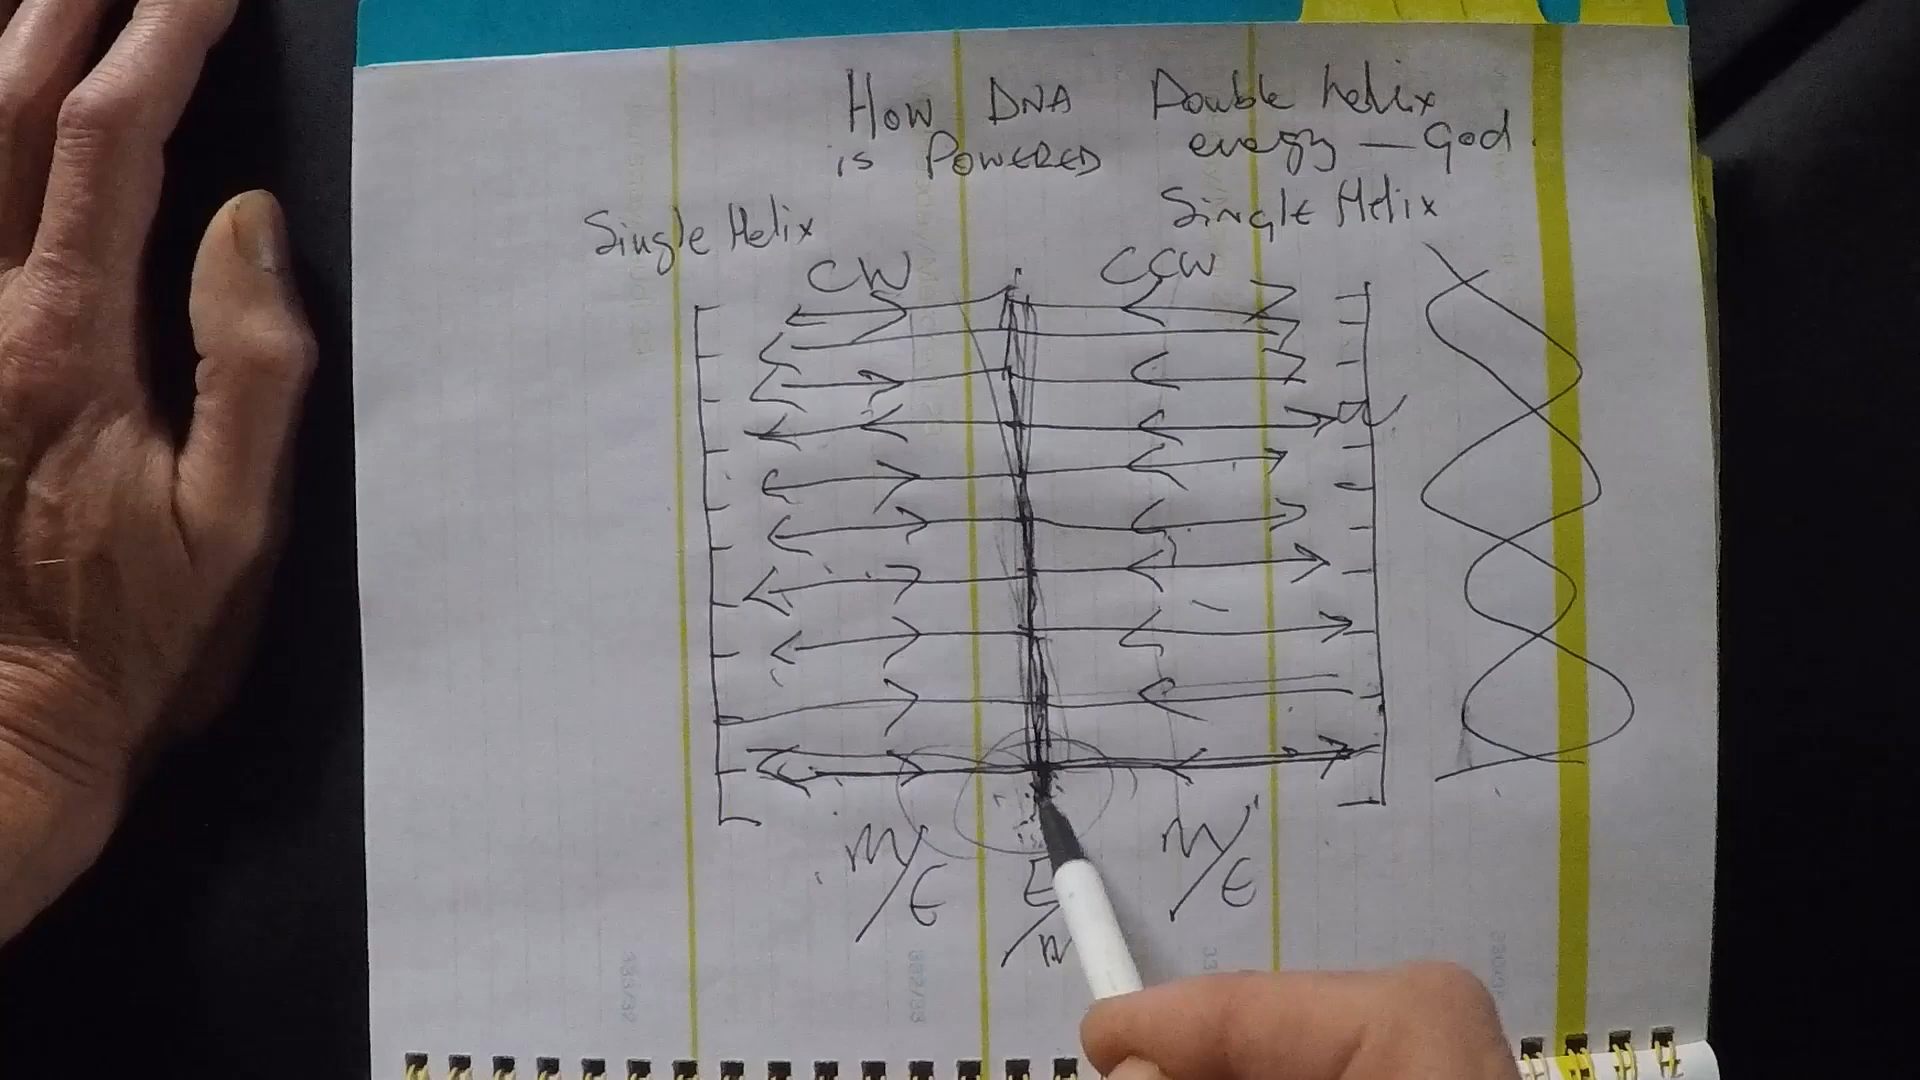 How DNA Double helix
is POWERED energy — God.
Single Helix
Single Helix
CW
CCW
M/E
E/
M/E